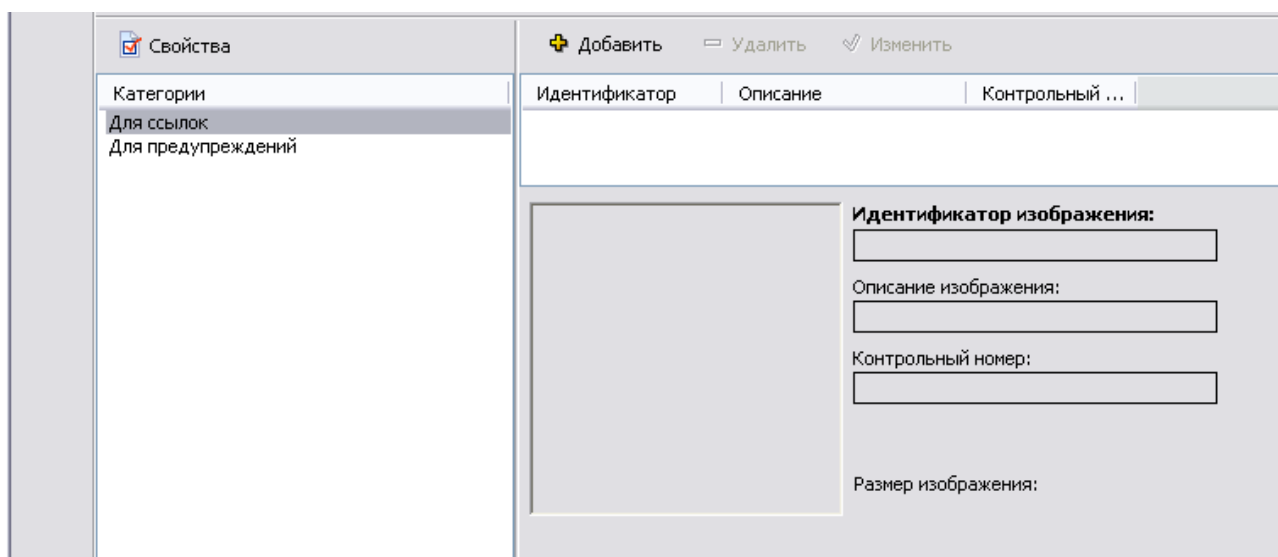 Свойства
Добавить Удалить Изменить
Категории
Идентификатор Описание Контрольный ...
Для ссылок
Для предупреждений
Идентификатор изображения:
Описание изображения:
Контрольный номер:
Размер изображения: